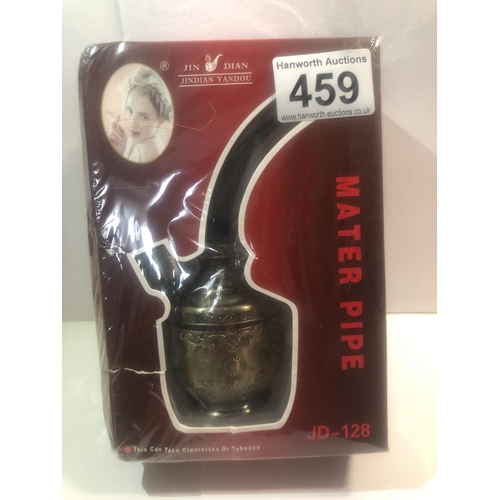 ®
JIN DIAN
JINDIAN YANDOU
Hanworth Auctions
459
www.hanworth-auctions.co.uk
MATER PIPE
JD-128
This Can Take Cigarettes Or Tobacco